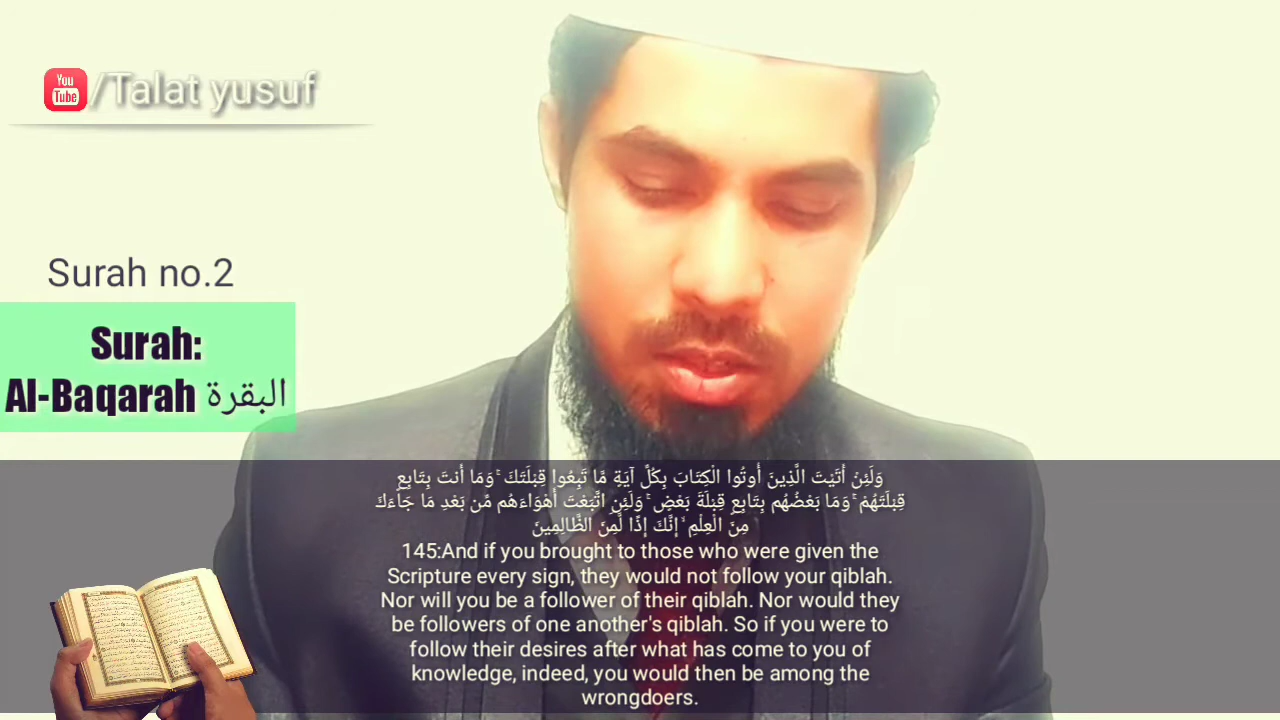 You
Tube
/Talat yusuf
Surah no.2
Surah:
Al-Baqarah البقرة
وَلَئِنْ أَتَيْتَ الَّذِينَ أُوتُوا الْكِتَابَ بِكُلِّ آيَةٍ مَّا تَبِعُوا قِبْلَتَكَ ۚ وَمَا أَنتَ بِتَابِعٍ
قِبْلَتَهُمْ ۚ وَمَا بَعْضُهُم بِتَابِعٍ قِبْلَةَ بَعْضٍ ۚ وَلَئِنِ اتَّبَعْتَ أَهْوَاءَهُم مِّن بَعْدِ مَا جَاءَكَ
مِنَ الْعِلْمِ ۙ إِنَّكَ إِذًا لَّمِنَ الظَّالِمِينَ
145:And if you brought to those who were given the
Scripture every sign, they would not follow your qiblah.
Nor will you be a follower of their qiblah. Nor would they
be followers of one another's qiblah. So if you were to
follow their desires after what has come to you of
knowledge, indeed, you would then be among the
wrongdoers.